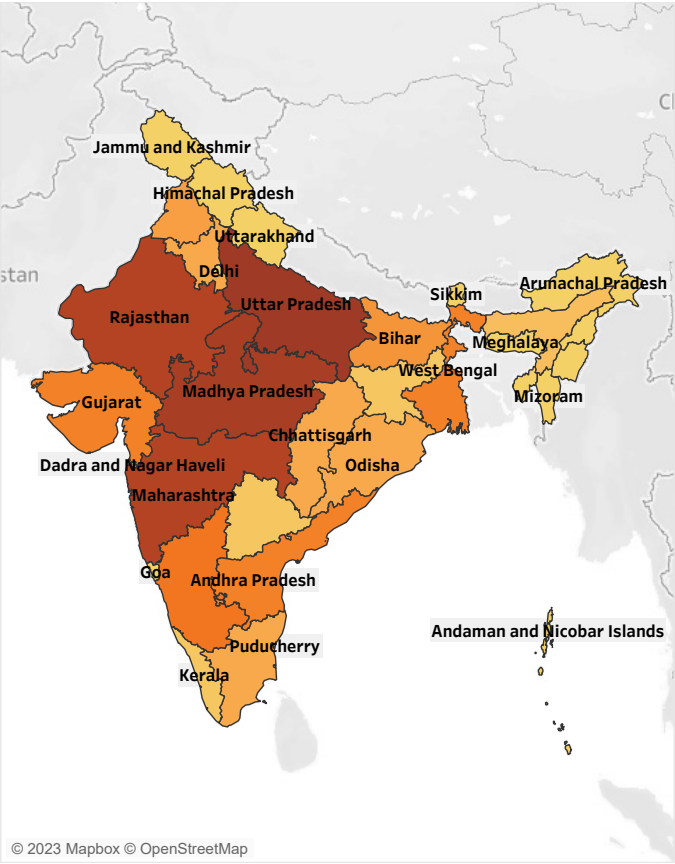 Cl
Jammu and Kashmir
Himachal Pradesh
Uttarakhand
stan
Delhi
Arunachal Pradesh
Sikkim
Uttar Pradesh
Rajasthan
Bihar
Meghalaya
West Bengal
Madhya Pradesh
Mizoram
Gujarat
Chhattisgarh
Dadra and Nagar Haveli
Odisha
Maharashtra
Goa
Andhra Pradesh
Andaman and Nicobar Islands
Puducherry
Kerala
© 2023 Mapbox © OpenStreetMap